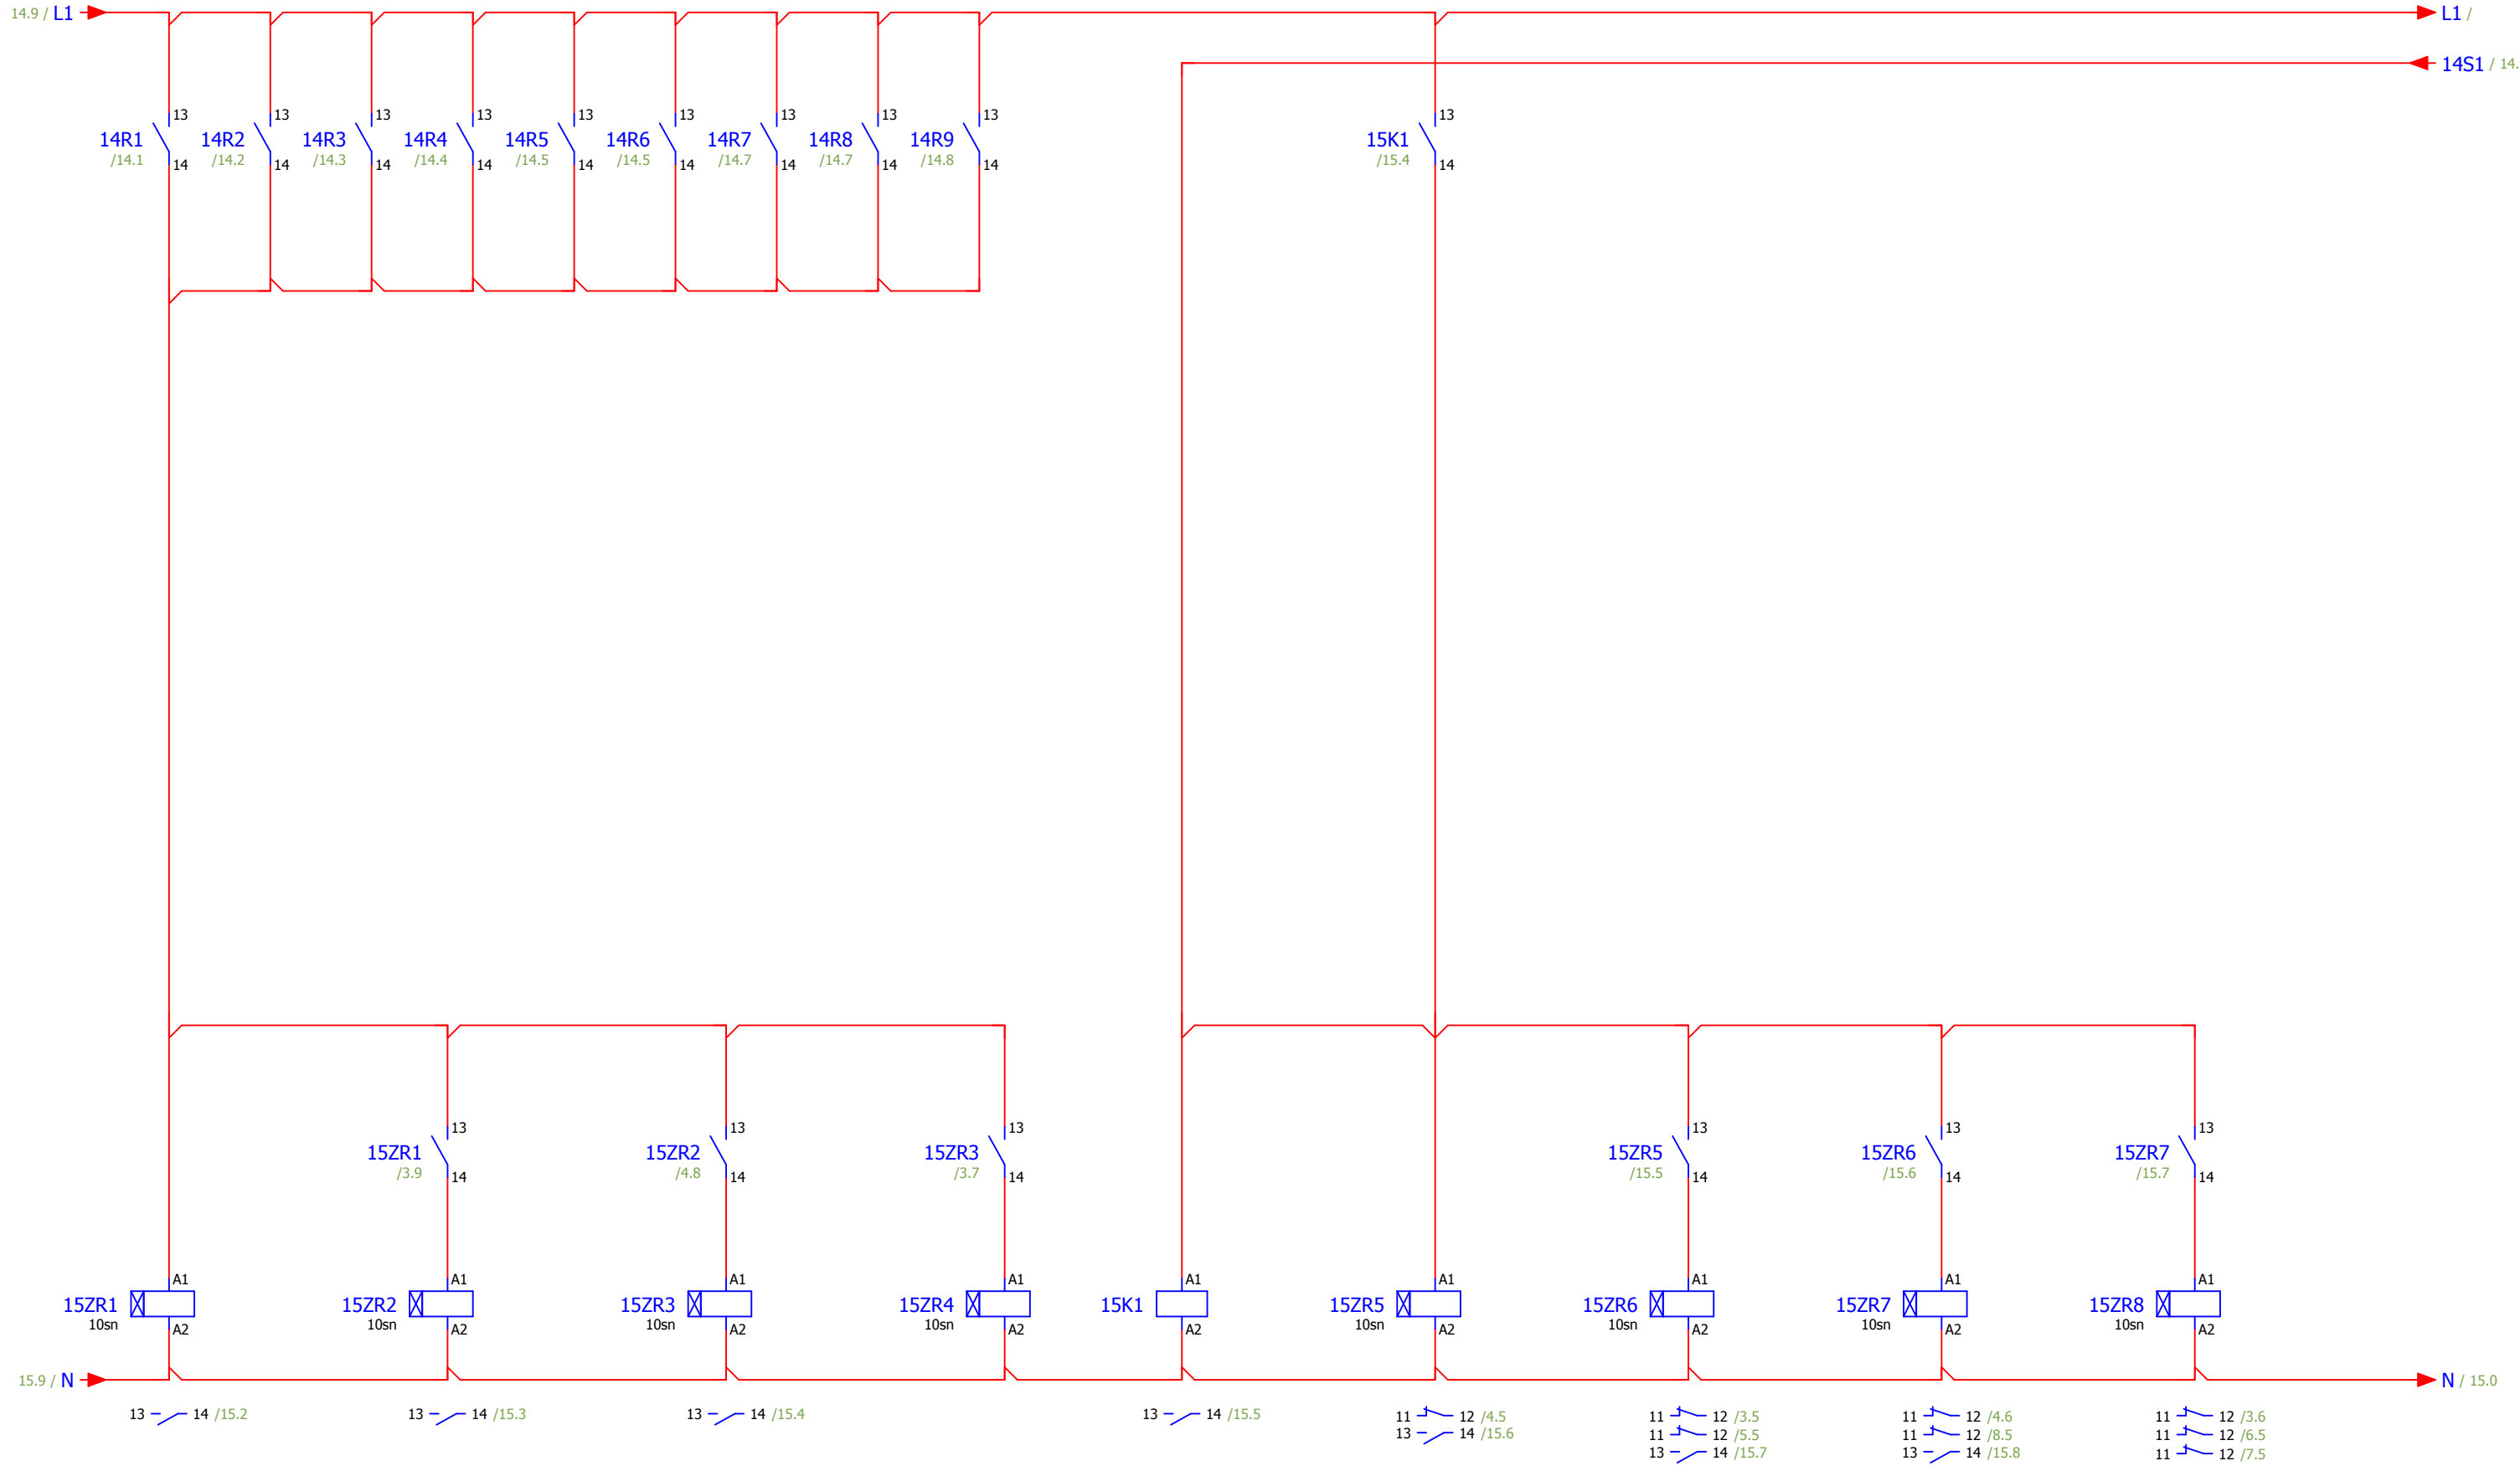 14.9 / L1
L1 /
14S1 / 14.
13 13 13 13 13 13 13 13 13 13
14R1 14R2 14R3 14R4 14R5 14R6 14R7 14R8 14R9 15K1
/14.1 /14.2 /14.3 /14.4 /14.5 /14.5 /14.7 /14.7 /14.8 /15.4
14 14 14 14 14 14 14 14 14 14
13 13 13 13 13 13
15ZR1 15ZR2 15ZR3 15ZR5 15ZR6 15ZR7
/3.9 /4.8 /3.7 /15.5 /15.6 /15.7
14 14 14 14 14 14
A1 A1 A1 A1 A1 A1 A1 A1 A1
15ZR1 15ZR2 15ZR3 15ZR4 15K1 15ZR5 15ZR6 15ZR7 15ZR8
10sn 10sn 10sn 10sn 10sn 10sn 10sn 10sn
A2 A2 A2 A2 A2 A2 A2 A2 A2
15.9 / N
N / 15.0
13 14 /15.2 13 14 /15.3 13 14 /15.4 13 14 /15.5 11 12 /4.5 11 12 /3.5 11 12 /4.6 11 12 /3.6
13 14 /15.6 11 12 /5.5 11 12 /8.5 11 12 /6.5
13 14 /15.7 13 14 /15.8 11 12 /7.5